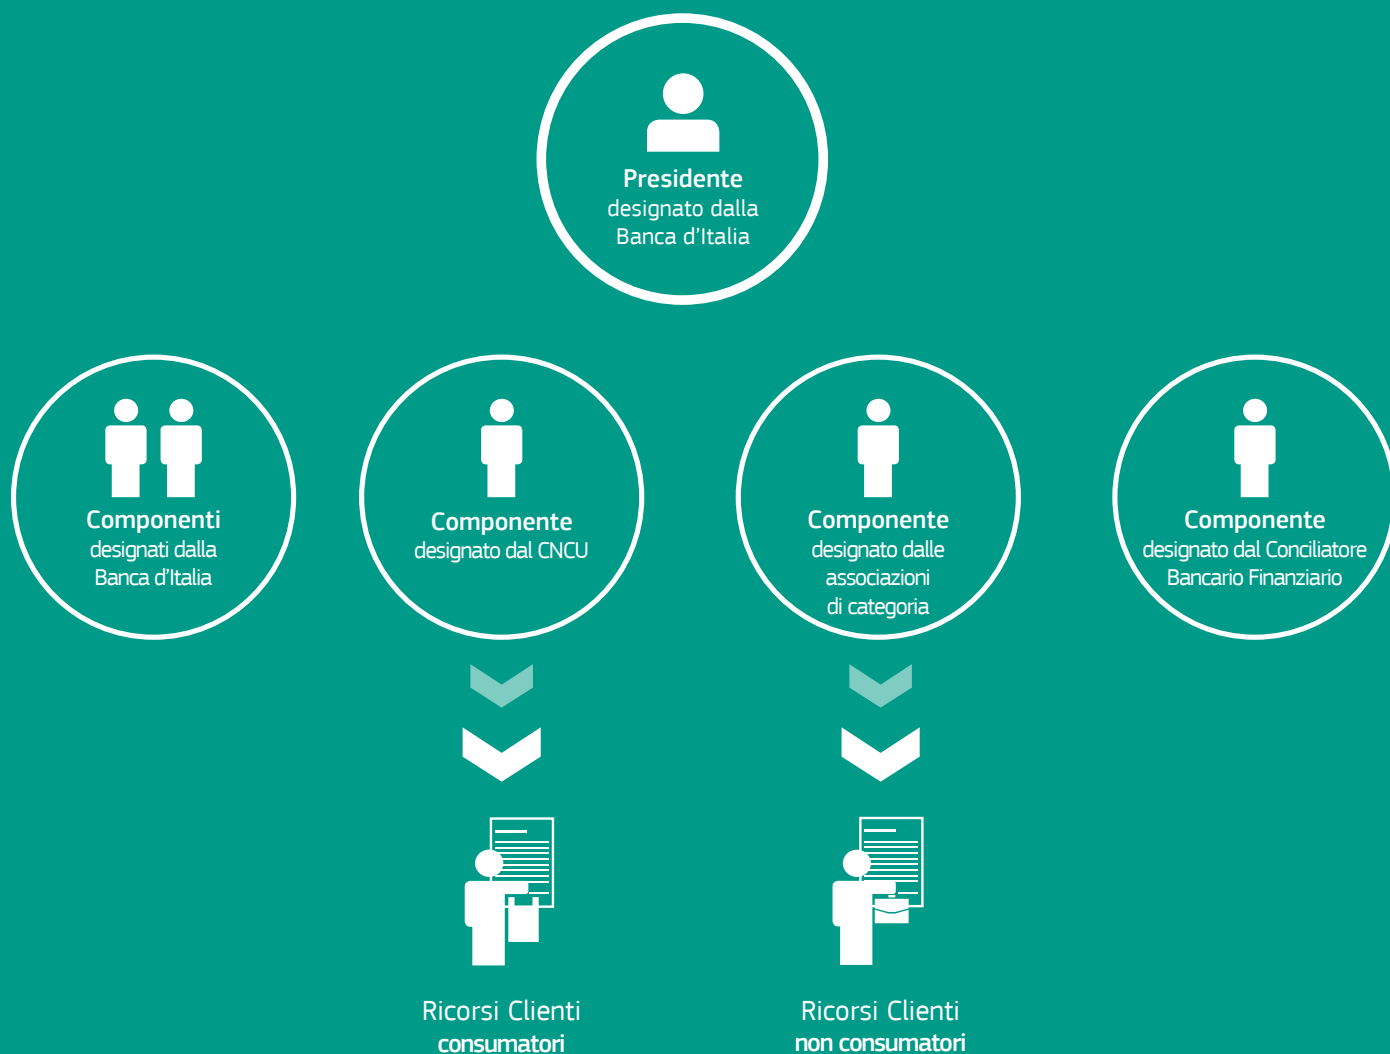 Presidente
designato dalla
Banca d'Italia
Componenti
designati dalla
Banca d'Italia
Componente
designato dal CNCU
Componente
designato dalle
associazioni
di categoria
Componente
designato dal Conciliatore
Bancario Finanziario
Ricorsi Clienti
consumatori
Ricorsi Clienti
non consumatori